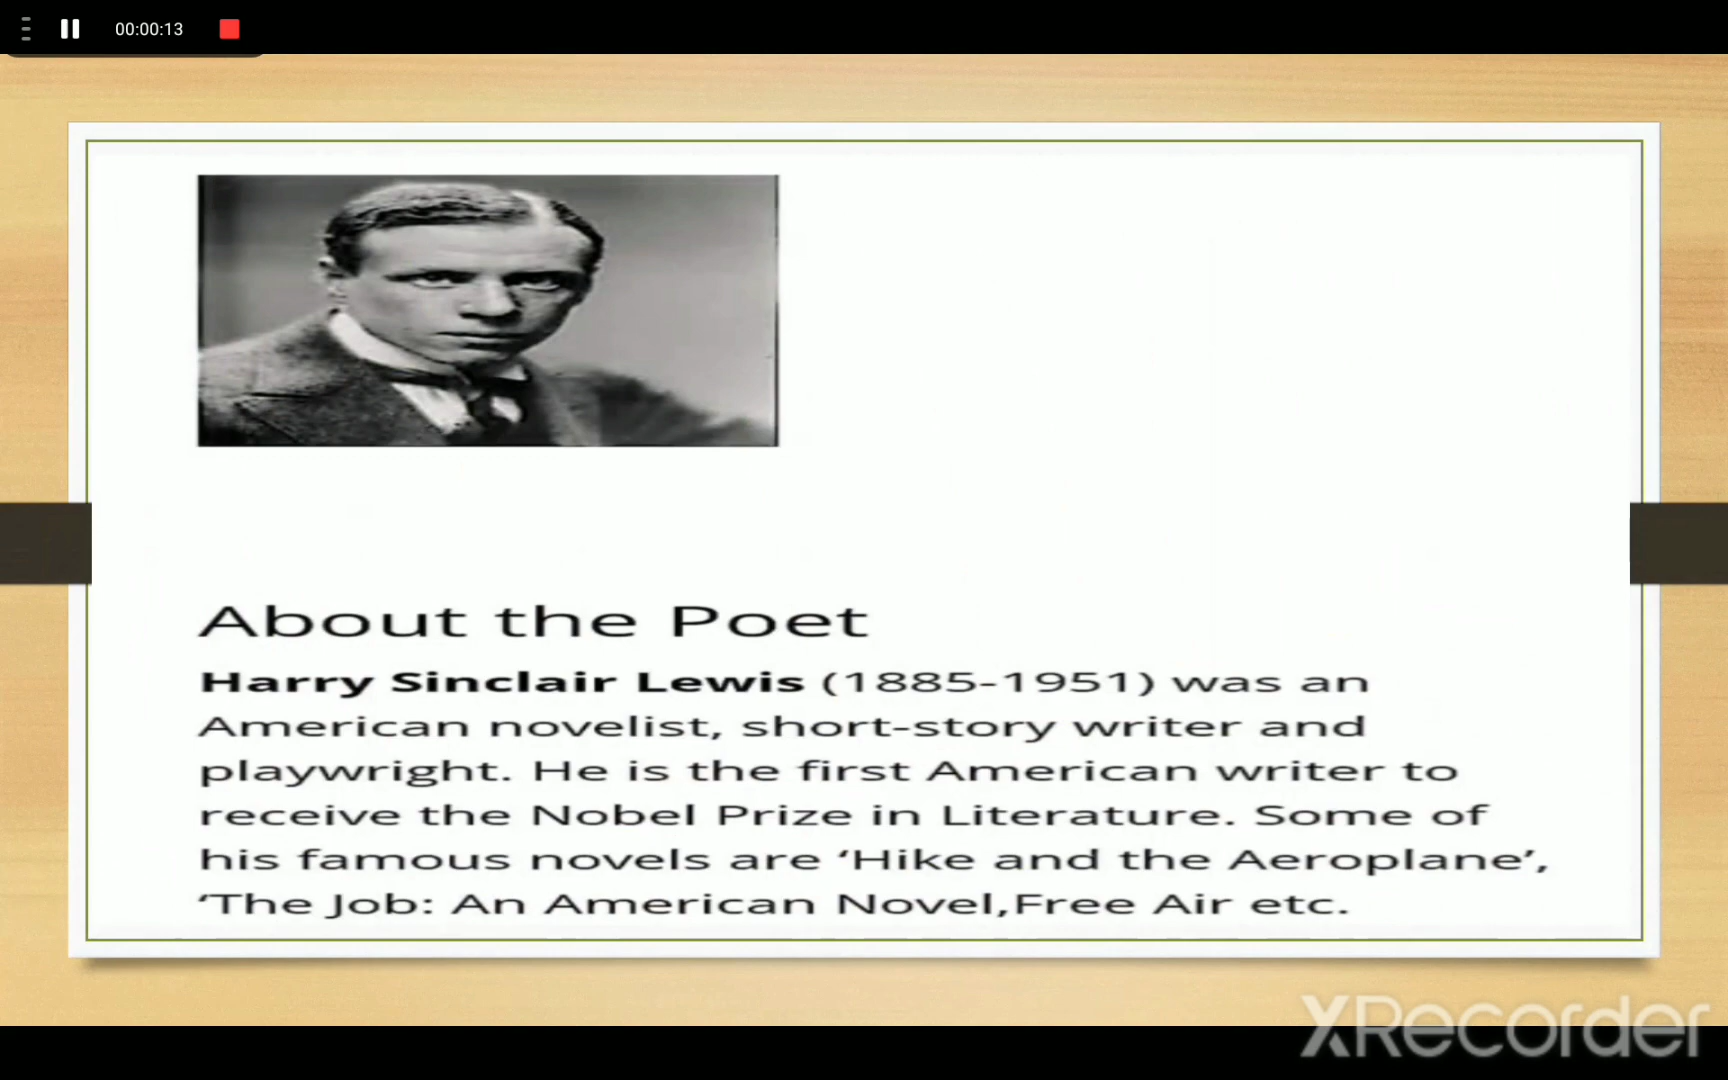 00:00:13
About the Poet
Harry Sinclair Lewis (1885-1951) was an
American novelist, short-story writer and
playwright. He is the first American writer to
receive the Nobel Prize in Literature. Some of
his famous novels are ‘Hike and the Aeroplane’,
‘The Job: An American Novel,Free Air etc.
XRecorder